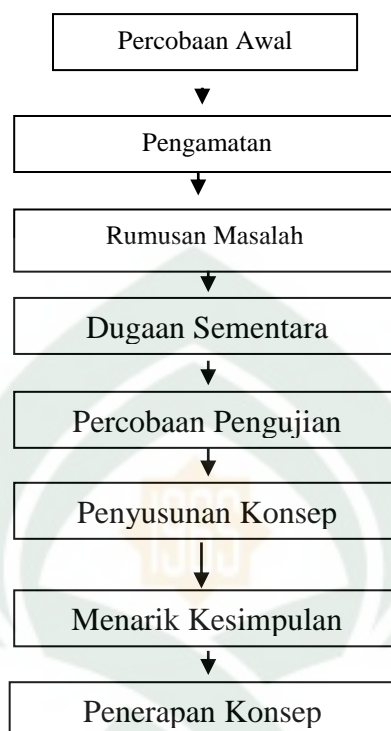 Percobaan Awal
Pengamatan
Rumusan Masalah
Dugaan Sementara
Percobaan Pengujian
Penyusunan Konsep
Menarik Kesimpulan
Penerapan Konsep